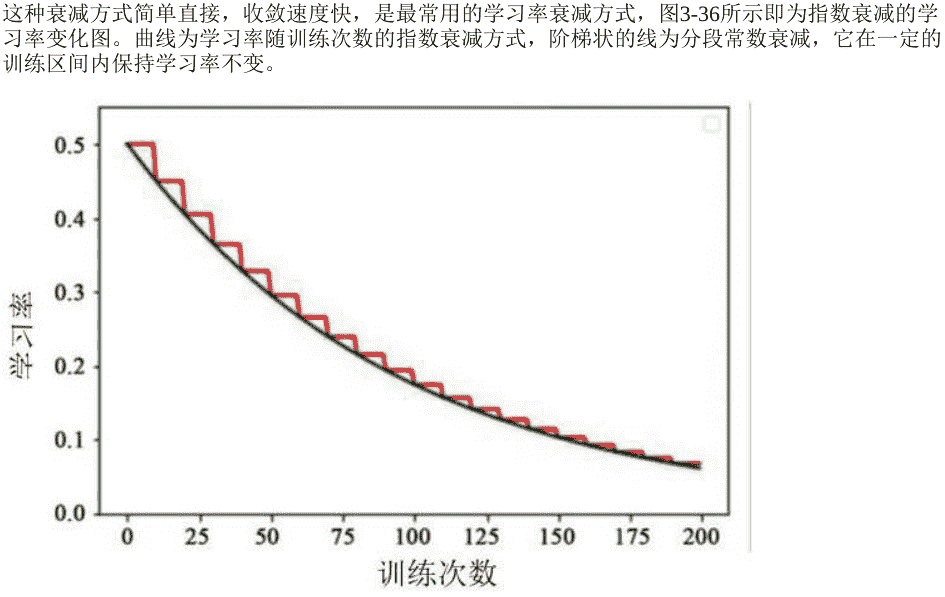 这种衰减方式简单直接，收敛速度快，是最常用的学习率衰减方式，图3-36所示即为指数衰减的学
习率变化图。曲线为学习率随训练次数的指数衰减方式，阶梯状的线为分段常数衰减，它在一定的
训练区间内保持学习率不变。
0.5
0.4
0.3
0.2
0.1
0.0
学习率
0 25 50 75 100 125 150 175 200
训练次数